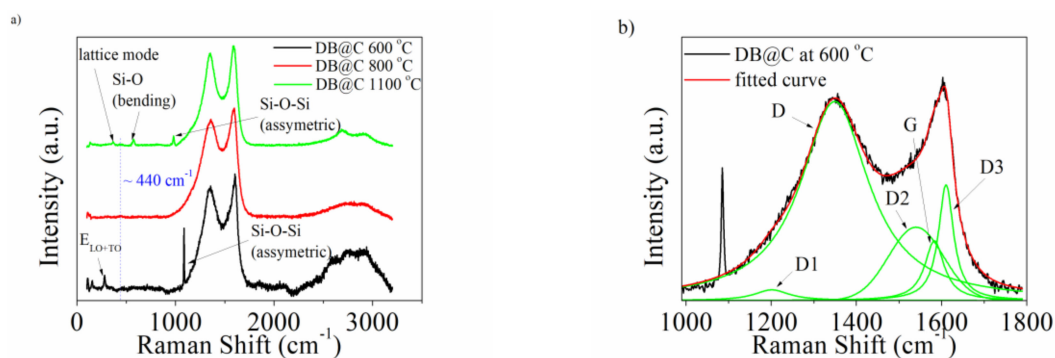 a)
lattice mode
Si-O
(bending)
DB@C 600 °C
DB@C 800 °C
DB@C 1100 °C
Si-O-Si
(assymetric)
~ 440 cm⁻¹
E LO+TO
Si-O-Si
(assymetric)
Intensity (a.u.)
0 1000 2000 3000
Raman Shift (cm⁻¹)
b)
DB@C at 600 °C
fitted curve
D
G
D3
D2
D1
Intensity (a.u.)
1000 1200 1400 1600 1800
Raman Shift (cm⁻¹)